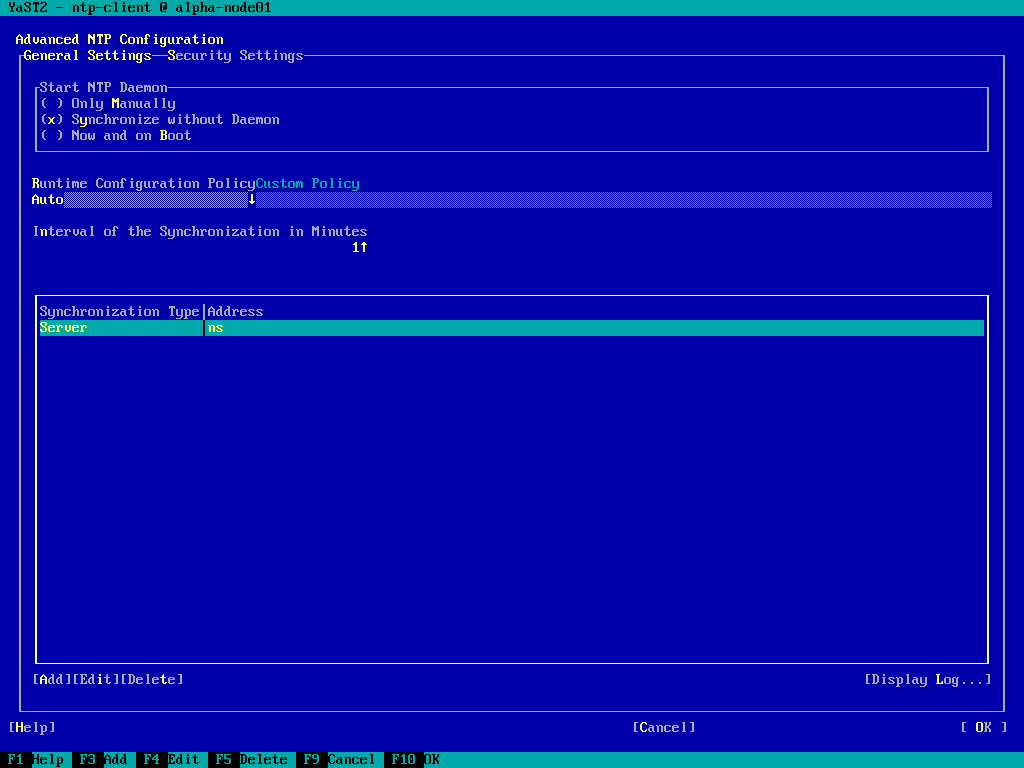 YaST2 - ntp-client @ alpha-node01
Advanced NTP Configuration
General Settings Security Settings
Start NTP Daemon
( ) Only Manually
(x) Synchronize without Daemon
( ) Now and on Boot
Runtime Configuration Policy Custom Policy
Auto ↓
Interval of the Synchronization in Minutes
1↑
Synchronization Type|Address
Server ns
[Add][Edit][Delete] [Display Log...]
[Help] [Cancel] [ OK ]
F1 Help F3 Add F4 Edit F5 Delete F9 Cancel F10 OK